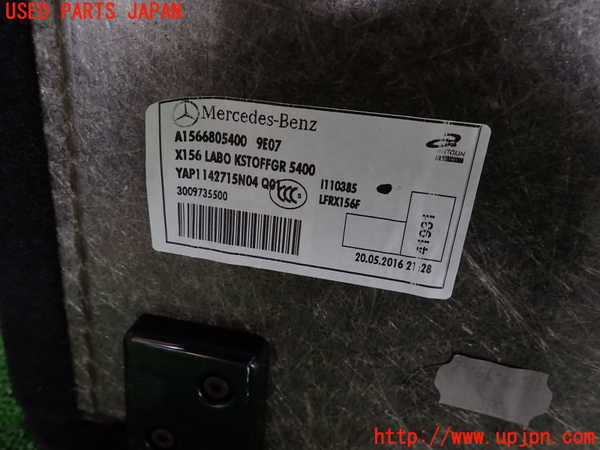 USED PARTS JAPAN
Mercedes-Benz
A1566805400 9E07
X156 LABO KSTOFFGR 5400
YAP1142715N04 Q01
3009735500
CCC S
I110385
LFRX156F
20.05.2016 21:28
http://www.upjpn.com/